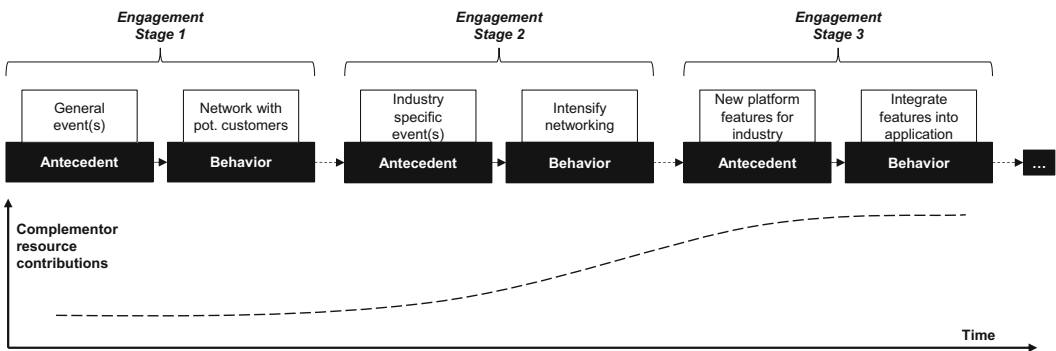 Engagement
Stage 1
Engagement
Stage 2
Engagement
Stage 3
General
event(s)
Network with
pot. customers
Industry
specific
event(s)
Intensify
networking
New platform
features for
industry
Integrate
features into
application
Antecedent
Behavior
Antecedent
Behavior
Antecedent
Behavior
...
Complementor
resource
contributions
Time